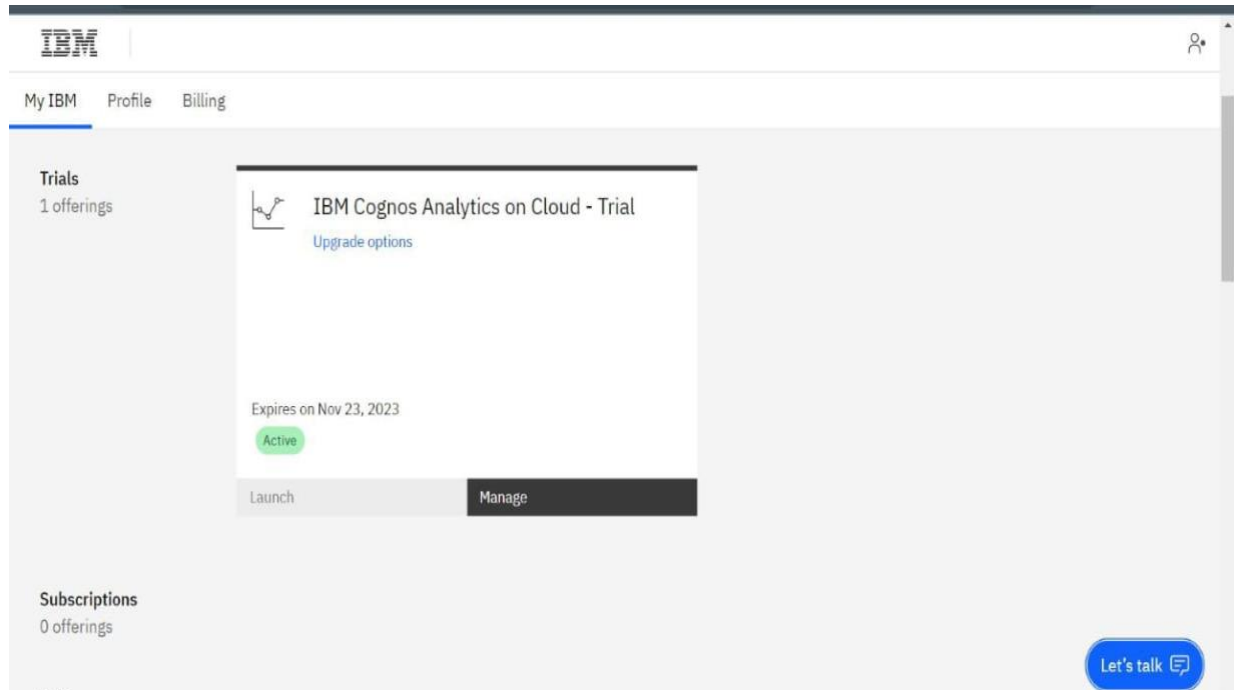 IBM
My IBM Profile Billing
Trials
1 offerings
IBM Cognos Analytics on Cloud - Trial
Upgrade options
Expires on Nov 23, 2023
Active
Launch Manage
Subscriptions
0 offerings
Let's talk